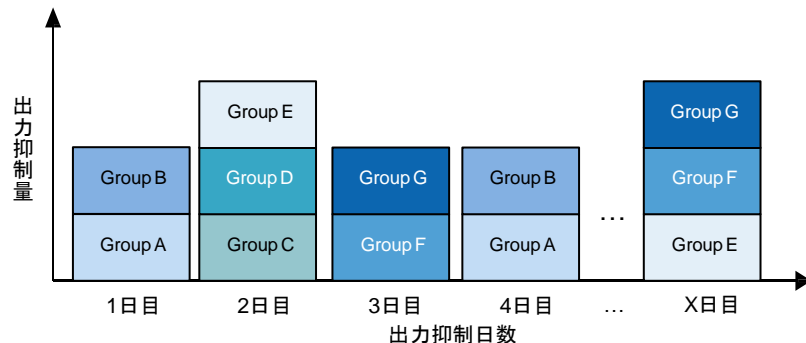 出力抑制量
Group E
Group G
Group B
Group D
Group G
Group B
Group F
Group A
Group C
Group F
Group A
…
Group E
1日目
2日目
3日目
4日目
…
X日目
出力抑制日数